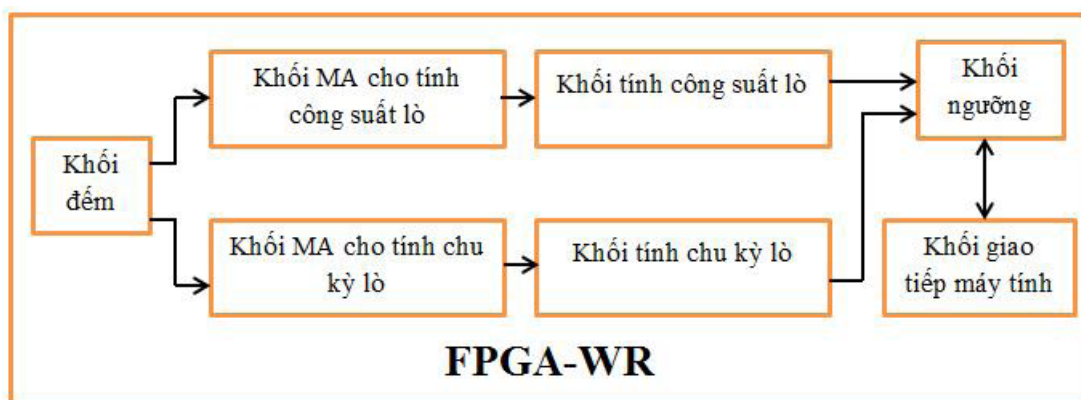 Khối MA cho tính
công suất lò
Khối tính công suất lò
Khối
ngưỡng
Khối
đếm
Khối MA cho tính chu
kỳ lò
Khối tính chu kỳ lò
Khối giao
tiếp máy tính
FPGA-WR